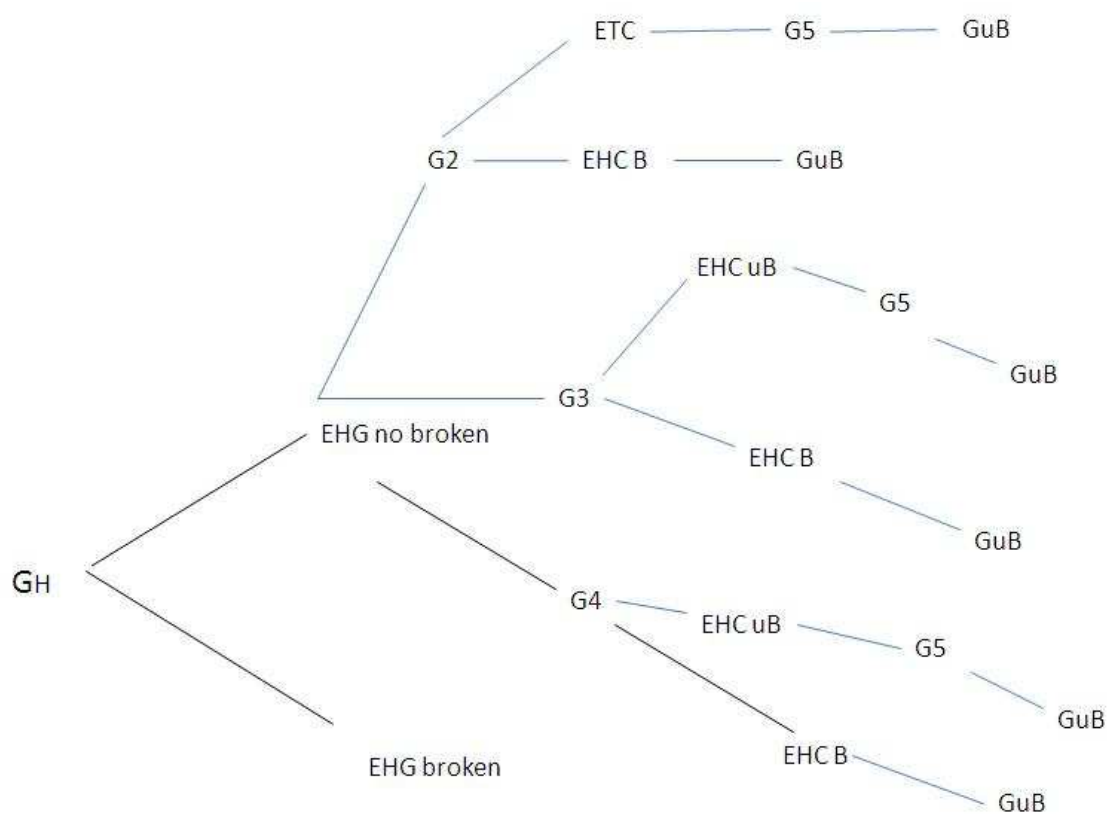 ETC G5 GuB
G2 EHC B GuB
EHC uB
G5
GuB
G3
EHG no broken
EHC B
GuB
GH
G4
EHC uB
G5
GuB
EHC B
EHG broken
GuB